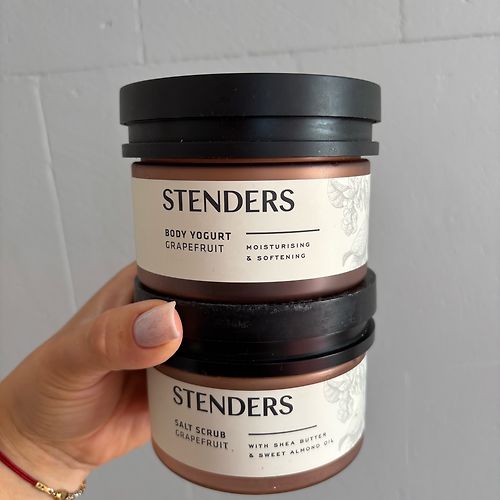 STENDERS
BODY YOGURT
GRAPEFRUIT
MOISTURISING
& SOFTENING
STENDERS
SALT SCRUB
GRAPEFRUIT
WITH SHEA BUTTER
& SWEET ALMOND OIL